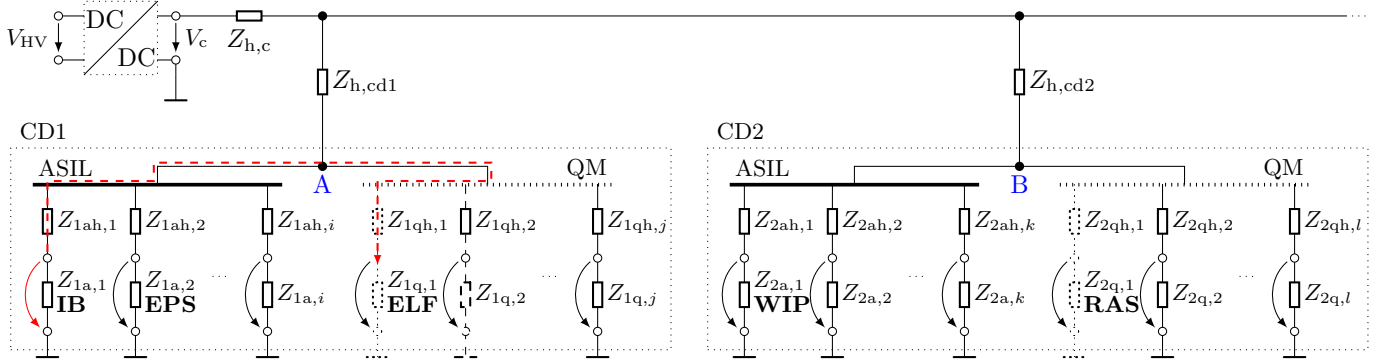 DC
DC
V_HV
V_c
Z_h,c
Z_h,cd1
Z_h,cd2
CD1
ASIL
QM
A
Z_1ah,1
Z_1ah,2
Z_1ah,i
Z_1qh,1
Z_1qh,2
Z_1qh,j
Z_1a,1
IB
Z_1a,2
EPS
...
Z_1a,i
Z_1q,1
ELF
Z_1q,2
...
Z_1q,j
CD2
ASIL
QM
B
Z_2ah,1
Z_2ah,2
Z_2ah,k
Z_2qh,1
Z_2qh,2
Z_2qh,l
Z_2a,1
WIP
Z_2a,2
...
Z_2a,k
Z_2q,1
RAS
Z_2q,2
...
Z_2q,l